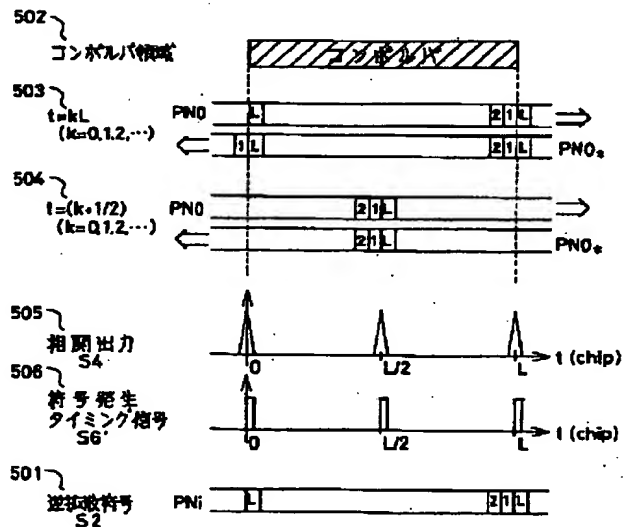 502
コンボルバ領域
コンボルバ
503
t=kL
(k=0,1,2,…)
PN0
L
2 1 L
1 L
2 1 L
PN0*
504
t=(k+1/2)
(k=0,1,2,…)
PN0
2 1 L
2 1 L
PN0*
505
相関出力
S4
0
L/2
L
t (chip)
506
符号発生
タイミング信号
S6'
0
L/2
L
t (chip)
501
逆拡散符号
S2
PNi
L
2 1 L